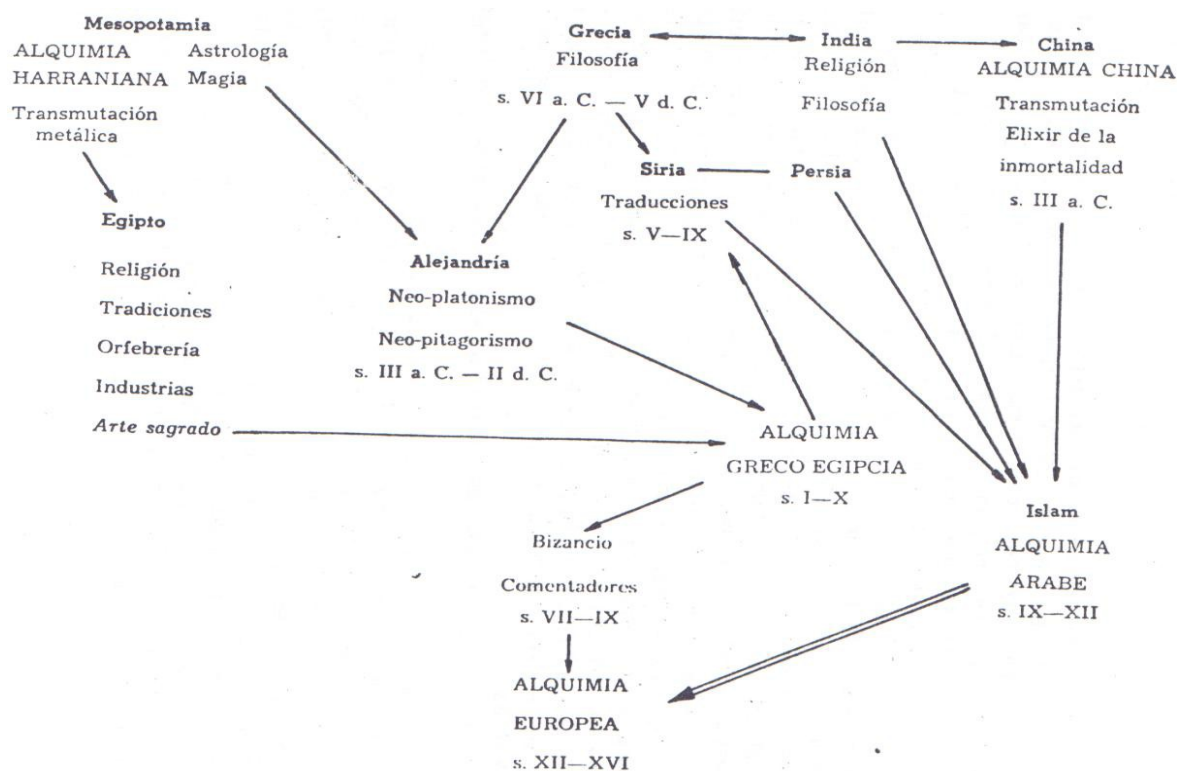 Mesopotamia
ALQUIMIA Astrología
HARRANIANA Magia
Transmutación
metálica
Egipto
Religión
Tradiciones
Orfebrería
Industrias
Arte sagrado
Grecia
Filosofía
s. VI a. C. — V d. C.
India
Religión
Filosofía
China
ALQUIMIA CHINA
Transmutación
Elixir de la
inmortalidad
s. III a. C.
Siria
Traducciones
s. V—IX
Persia
Alejandría
Neo-platonismo
Neo-pitagorismo
s. III a. C. — II d. C.
ALQUIMIA
GRECO EGIPCIA
s. I—X
Islam
ALQUIMIA
ÁRABE
s. IX—XII
Bizancio
Comentadores
s. VII—IX
ALQUIMIA
EUROPEA
s. XII—XVI